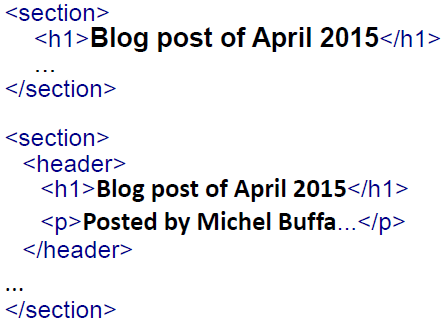 <section>
<h1>Blog post of April 2015</h1>
...
</section>
<section>
<header>
<h1>Blog post of April 2015</h1>
<p>Posted by Michel Buffa...</p>
</header>
...
</section>